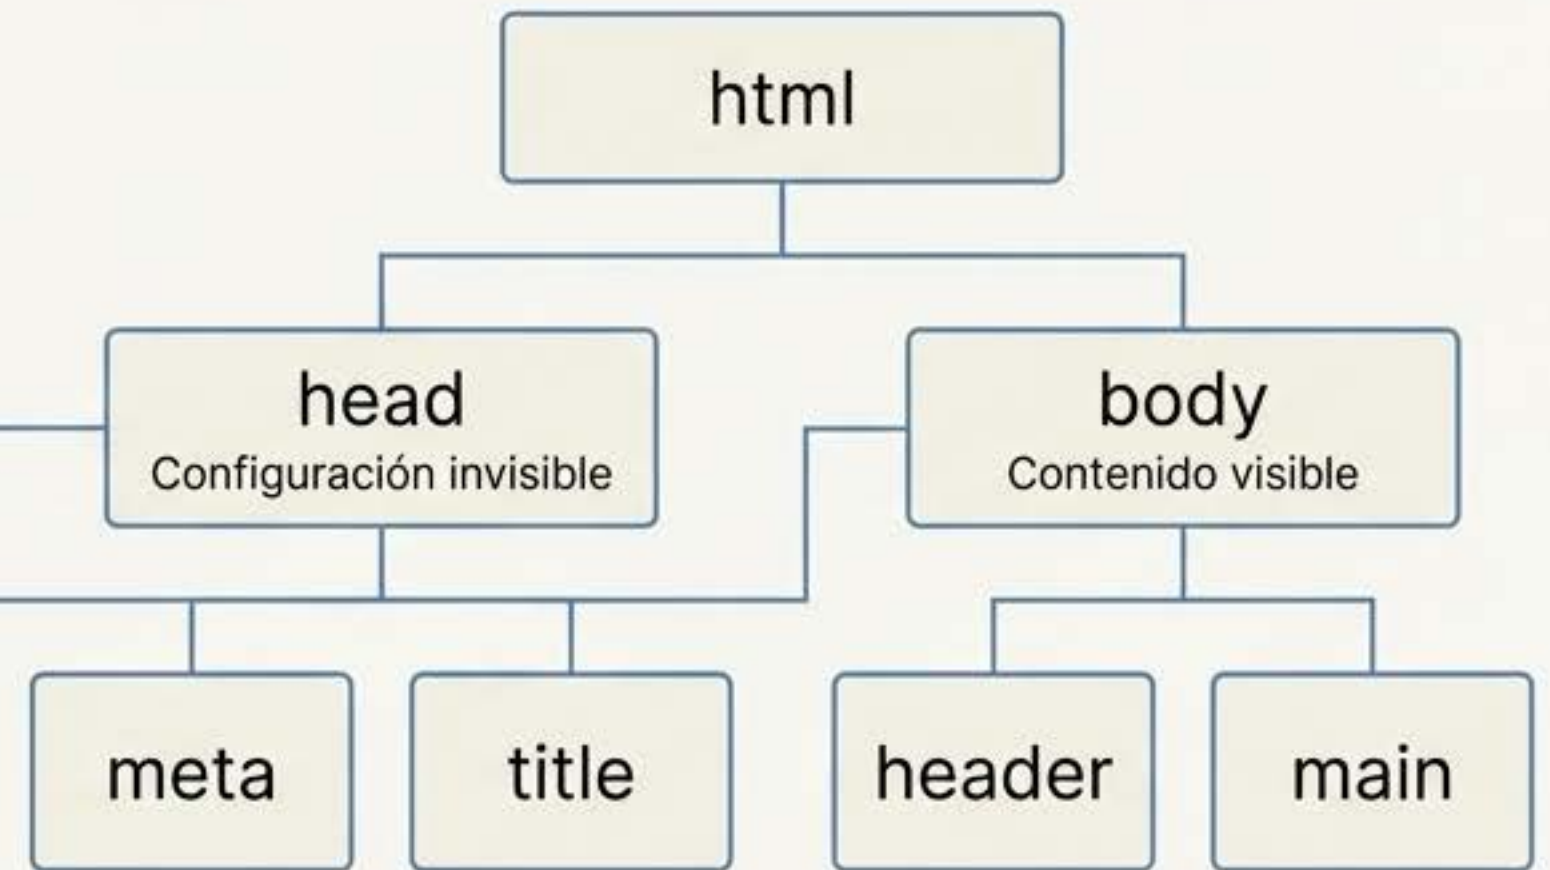 html
head
Configuración invisible
body
Contenido visible
meta
title
header
main